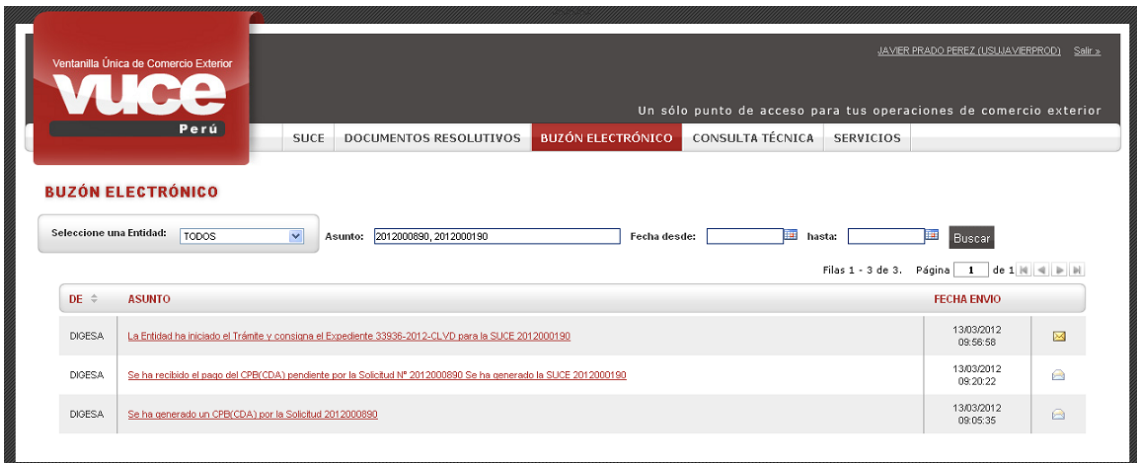 JAVIER PRADO PEREZ (USUJAVIERPROD) Salir »
Ventanilla Única de Comercio Exterior
vuce
Perú
Un sólo punto de acceso para tus operaciones de comercio exterior
SUCE DOCUMENTOS RESOLUTIVOS BUZÓN ELECTRÓNICO CONSULTA TÉCNICA SERVICIOS
BUZÓN ELECTRÓNICO
Seleccione una Entidad: TODOS Asunto: 2012000890, 2012000190 Fecha desde: hasta: Buscar
Filas 1 - 3 de 3. Página 1 de 1
DE ASUNTO FECHA ENVIO
DIGESA La Entidad ha iniciado el Trámite y consigna el Expediente 33936-2012-CLVD para la SUCE 2012000190 13/03/2012
09:56:58
DIGESA Se ha recibido el pago del CPB(CDA) pendiente por la Solicitud N° 2012000890 Se ha generado la SUCE 2012000190 13/03/2012
09:20:22
DIGESA Se ha generado un CPB(CDA) por la Solicitud 2012000890 13/03/2012
09:05:35